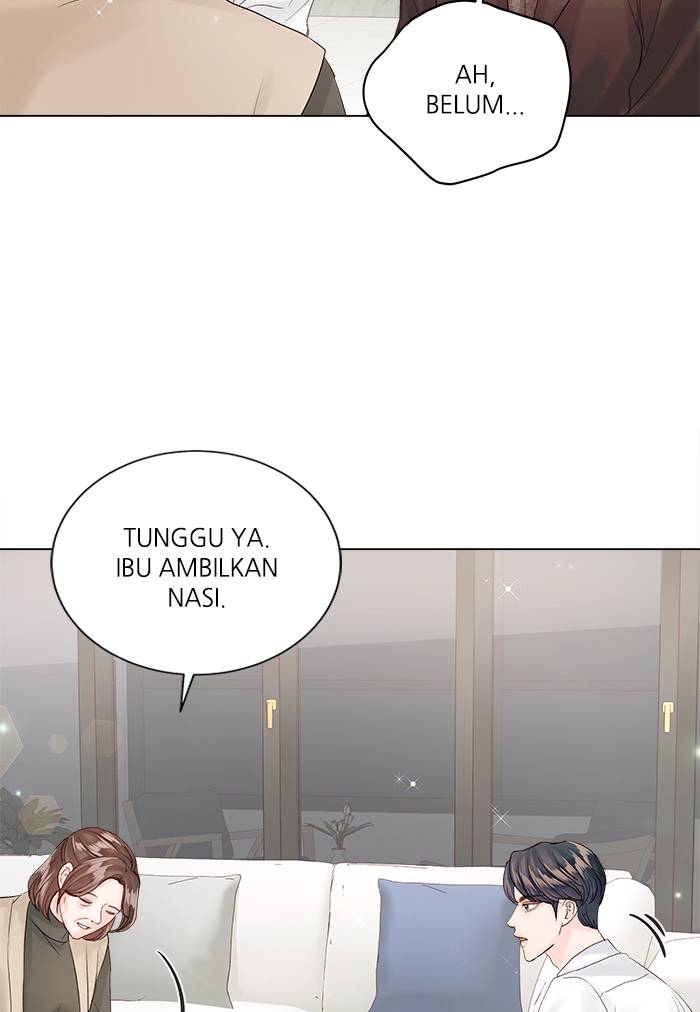 AH,
BELUM...
TUNGGU YA.
IBU AMBILKAN
NASI.